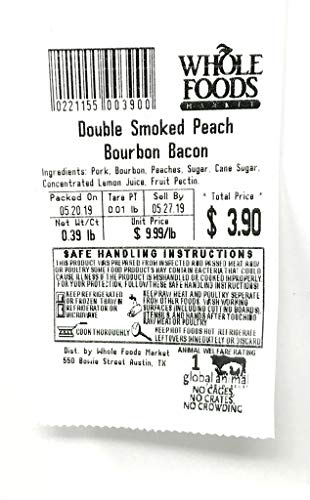 0221155 003900
WHOLE
FOODS
MARKET
Double Smoked Peach
Bourbon Bacon
Ingredients: Pork, Bourbon, Peaches, Sugar, Cane Sugar,
Concentrated Lemon Juice, Fruit Pectin.
Packed On Tare PT Sell By * Total Price *
05.20.19 0.01 lb 05.27.19
$ 3.90
Net Wt/Ct Unit Price
0.39 lb $ 9.99/lb
SAFE HANDLING INSTRUCTIONS
THIS PRODUCT WAS PREPARED FROM INSPECTED AND PASSED MEAT AND/
OR POULTRY. SOME FOOD PRODUCTS MAY CONTAIN BACTERIA THAT COULD
CAUSE ILLNESS IF THE PRODUCT IS MISHANDLED OR COOKED IMPROPERLY.
FOR YOUR PROTECTION, FOLLOW THESE SAFE HANDLING INSTRUCTIONS!
KEEP REFRIGERATED
OR FROZEN. THAW IN
REFRIGERATOR OR
MICROWAVE
KEEP RAW MEAT AND POULTRY SEPERATE
FROM OTHER FOODS. WASH WORKING
SURFACES (INCLUDING CUTTING BOARDS),
UTENSILS, AND HANDS AFTER TOUCHING
RAW MEAT OR POULTRY
COOK THOROUGHLY
KEEP HOT FOODS HOT. REFRIGERATE
LEFTOVERS IMMEDIATELY OR DISCARD
Dist. by Whole Foods Market
550 Bowie Street Austin, TX
ANIMAL WELFARE RATING
1
global animal
NO CAGES,
NO CRATES,
NO CROWDING